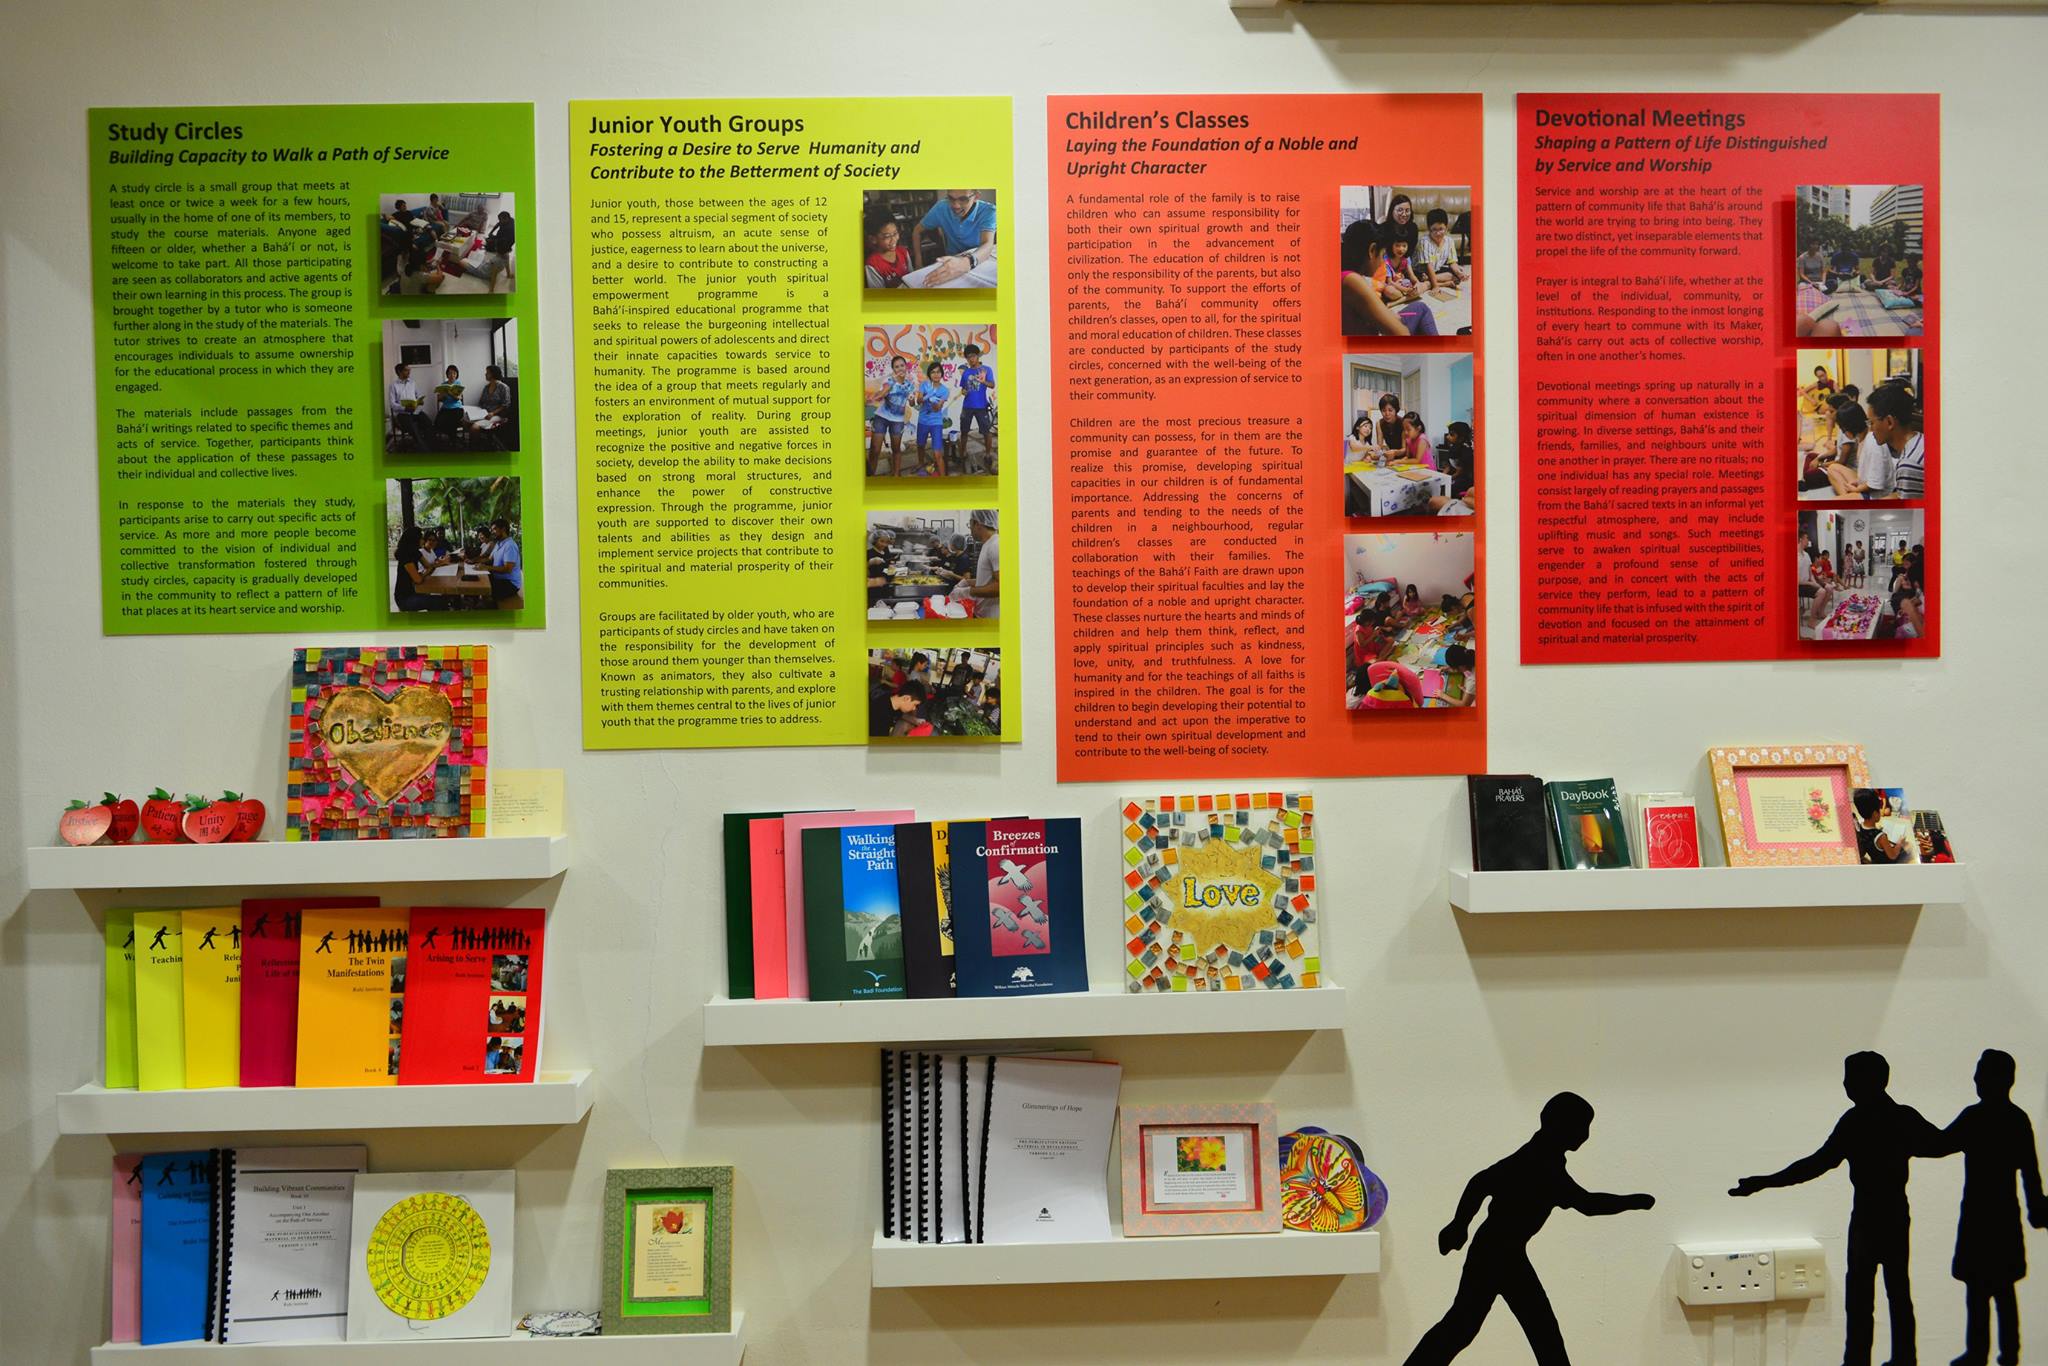 Study Circles
Building Capacity to Walk a Path of Service
A study circle is a small group that meets at
least once or twice a week for a few hours,
usually in the home of one of its members, to
study the course materials. Anyone aged
fifteen or older, whether a Bahá’í or not, is
welcome to take part. All those participating
are seen as collaborators and active agents of
their own learning in this process. The group is
brought together by a tutor who is someone
further along in the study of the materials. The
tutor strives to create an atmosphere that
encourages individuals to assume ownership
for the educational process in which they are
engaged.
The materials include passages from the
Bahá’í writings related to specific themes and
acts of service. Together, participants think
about the application of these passages to
their individual and collective lives.
In response to the materials they study,
participants arise to carry out specific acts of
service. As more and more people become
committed to the vision of individual and
collective transformation fostered through
study circles, capacity is gradually developed
in the community to reflect a pattern of life
that places at its heart service and worship.
Junior Youth Groups
Fostering a Desire to Serve Humanity and
Contribute to the Betterment of Society
Junior youth, those between the ages of 12
and 15, represent a special segment of society
who possess altruism, an acute sense of
justice, eagerness to learn about the universe,
and a desire to contribute to constructing a
better world. The junior youth spiritual
empowerment programme is a
Bahá’í-inspired educational programme that
seeks to release the burgeoning intellectual
and spiritual powers of adolescents and direct
their innate capacities towards service to
humanity. The programme is based around
the idea of a group that meets regularly and
fosters an environment of mutual support for
the exploration of reality. During group
meetings, junior youth are assisted to
recognize the positive and negative forces in
society, develop the ability to make decisions
based on strong moral structures, and
enhance the power of constructive
expression. Through the programme, junior
youth are supported to discover their own
talents and abilities as they design and
implement service projects that contribute to
the spiritual and material prosperity of their
communities.
Groups are facilitated by older youth, who are
participants of study circles and have taken on
the responsibility for the development of
those around them younger than themselves.
Known as animators, they also cultivate a
trusting relationship with parents, and explore
with them themes central to the lives of junior
youth that the programme tries to address.
Children’s Classes
Laying the Foundation of a Noble and
Upright Character
A fundamental role of the family is to raise
children who can assume responsibility for
both their own spiritual growth and their
participation in the advancement of
civilization. The education of children is not
only the responsibility of the parents, but also
of the community. To support the efforts of
parents, the Bahá’í community offers
children’s classes, open to all, for the spiritual
and moral education of children. These classes
are conducted by participants of the study
circles, concerned with the well-being of the
next generation, as an expression of service to
their community.
Children are the most precious treasure a
community can possess, for in them are the
promise and guarantee of the future. To
realize this promise, developing spiritual
capacities in our children is of fundamental
importance. Addressing the concerns of
parents and tending to the needs of the
children in a neighbourhood, regular
children’s classes are conducted in
collaboration with their families. The
teachings of the Bahá’í Faith are drawn upon
to develop their spiritual faculties and lay the
foundation of a noble and upright character.
These classes nurture the hearts and minds of
children and help them think, reflect, and
apply spiritual principles such as kindness,
love, unity, and truthfulness. A love for
humanity and for the teachings of all faiths is
inspired in the children. The goal is for the
children to begin developing their potential to
understand and act upon the imperative to
tend to their own spiritual development and
contribute to the well-being of society.
Devotional Meetings
Shaping a Pattern of Life Distinguished
by Service and Worship
Service and worship are at the heart of the
pattern of community life that Bahá’ís around
the world are trying to bring into being. They
are two distinct, yet inseparable elements that
propel the life of the community forward.
Prayer is integral to Bahá’í life, whether at the
level of the individual, community, or
institutions. Responding to the inmost longing
of every heart to commune with its Maker,
Bahá’ís carry out acts of collective worship,
often in one another’s homes.
Devotional meetings spring up naturally in a
community where a conversation about the
spiritual dimension of human existence is
growing. In diverse settings, Bahá’ís and their
friends, families, and neighbours unite with
one another in prayer. There are no rituals; no
one individual has any special role. Meetings
consist largely of reading prayers and passages
from the Bahá’í sacred texts in an informal yet
respectful atmosphere, and may include
uplifting music and songs. Such meetings
serve to awaken spiritual susceptibilities,
engender a profound sense of unified
purpose, and in concert with the acts of
service they perform, lead to a pattern of
community life that is infused with the spirit of
devotion and focused on the attainment of
spiritual and material prosperity.
Obedience
Justice
Patien
Unity
團結
Walking
the
Straight
Path
The Badi Foundation
Breezes
of
Confirmation
Love
BAHÁ'Í
PRAYERS
DayBook
Teachin
The Twin
Manifestations
Ruhi Institute
Book 4
Arising to Serve
Ruhi Institute
Book 2
Building Vibrant Communities
Book 10
Unit 1
Accompanying One Another
on the Path of Service
PRE-PUBLICATION EDITION
MATERIAL IN DEVELOPMENT
Ruhi Institute
Glimmerings of Hope
PRE-PUBLICATION EDITION
MATERIAL IN DEVELOPMENT